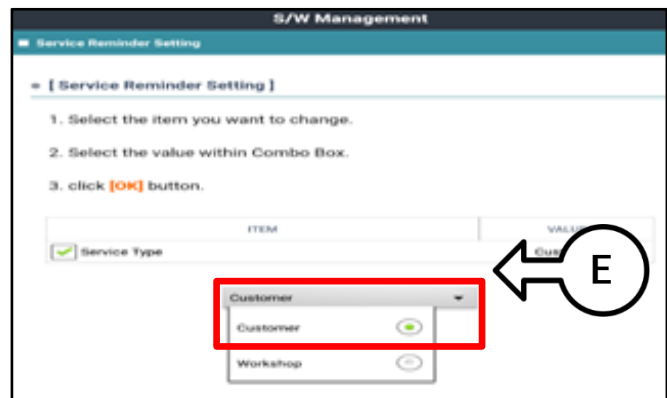 S/W Management
Service Reminder Setting
[ Service Reminder Setting ]
1. Select the item you want to change.
2. Select the value within Combo Box.
3. click [OK] button.
ITEM
Service Type
E
Customer
Customer
Workshop